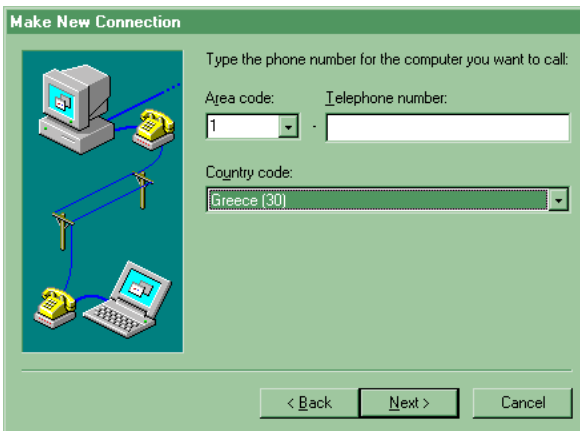 Make New Connection
Type the phone number for the computer you want to call:
Area code: Telephone number:
1 -
Country code:
Greece (30)
< Back Next > Cancel